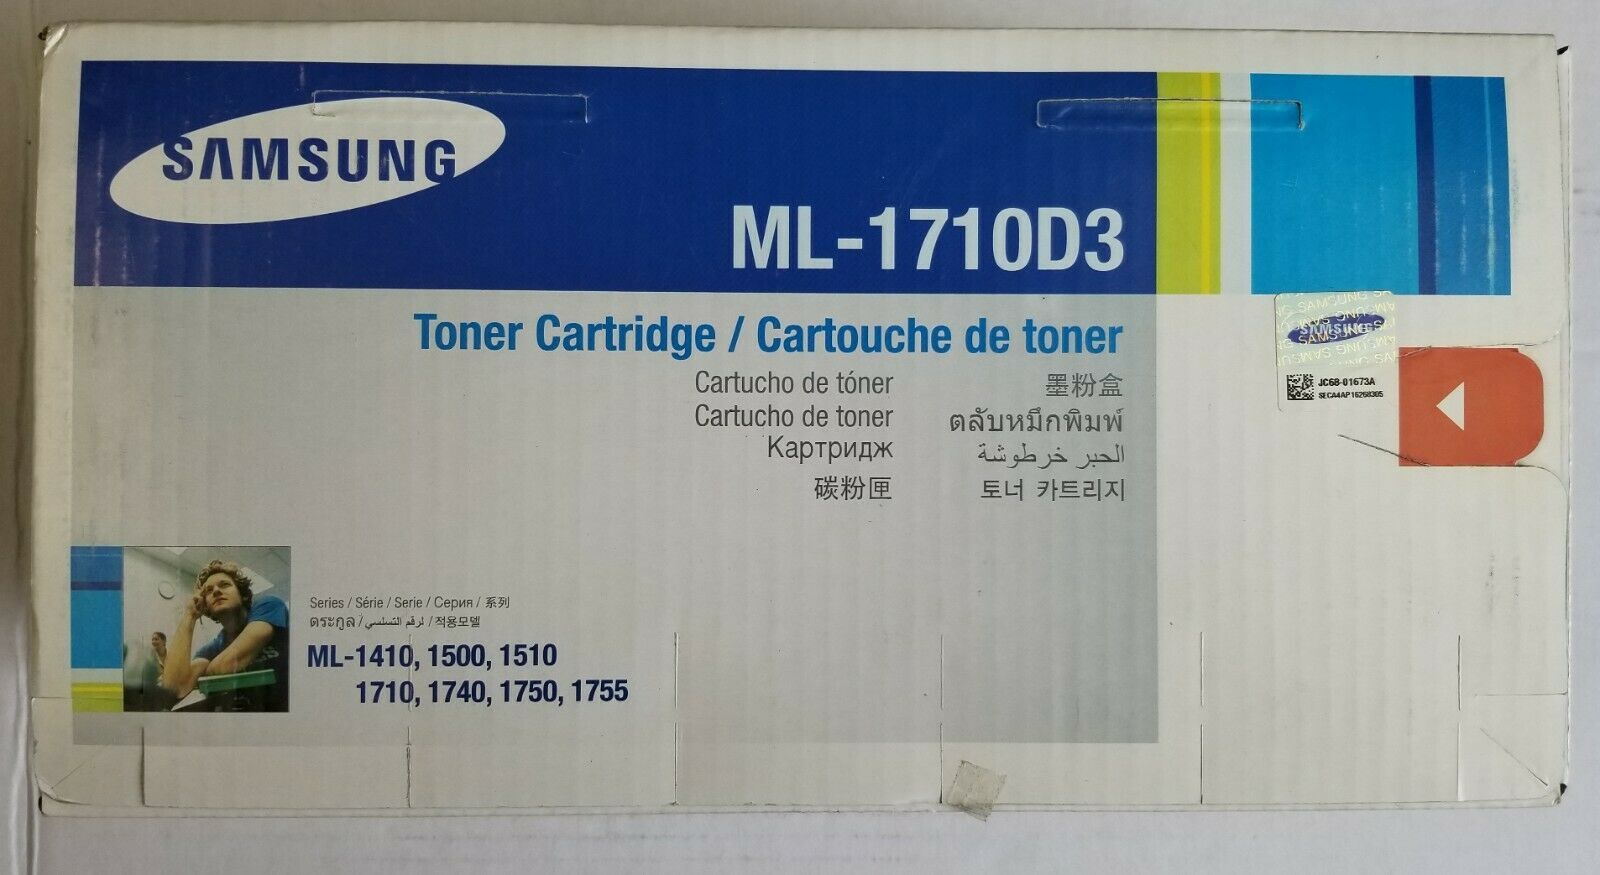 SAMSUNG
ML-1710D3
Toner Cartridge / Cartouche de toner
Cartucho de tóner
墨粉盒
Cartucho de toner
ตลับหมึกพิมพ์
Картридж
الحبر خرطوشة
碳粉匣
토너 카트리지
SAMSUNG
JC68-01673A
SECA4AP16268305
Series / Série / Serie / Серия / 系列
ตระกูล / لرقم التسلسي / 적용모델
ML-1410, 1500, 1510
1710, 1740, 1750, 1755